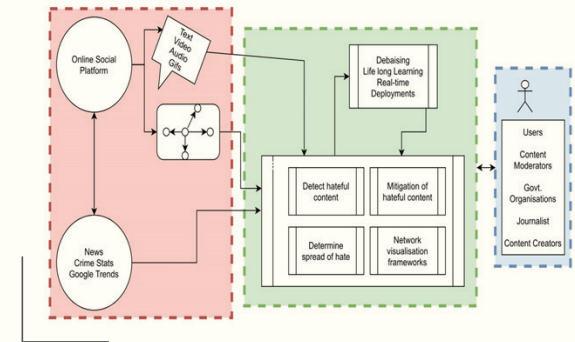 Online Social
Platform
Text
Video
Audio
Gifs
News
Crime Stats
Google Trends
Debaising
Life long Learning
Real-time
Deployments
Detect hateful
content
Mitigation of
hateful content
Determine
spread of hate
Network
visualisation
frameworks
Users
Content
Moderators
Govt.
Organisations
Journalist
Content Creators